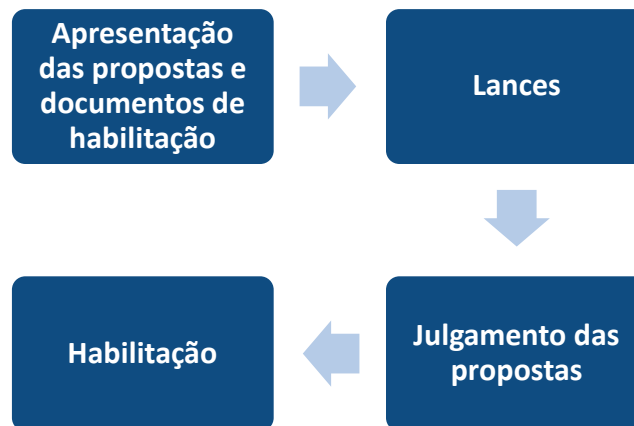 Apresentação
das propostas e
documentos de
habilitação
Lances
Julgamento das
propostas
Habilitação